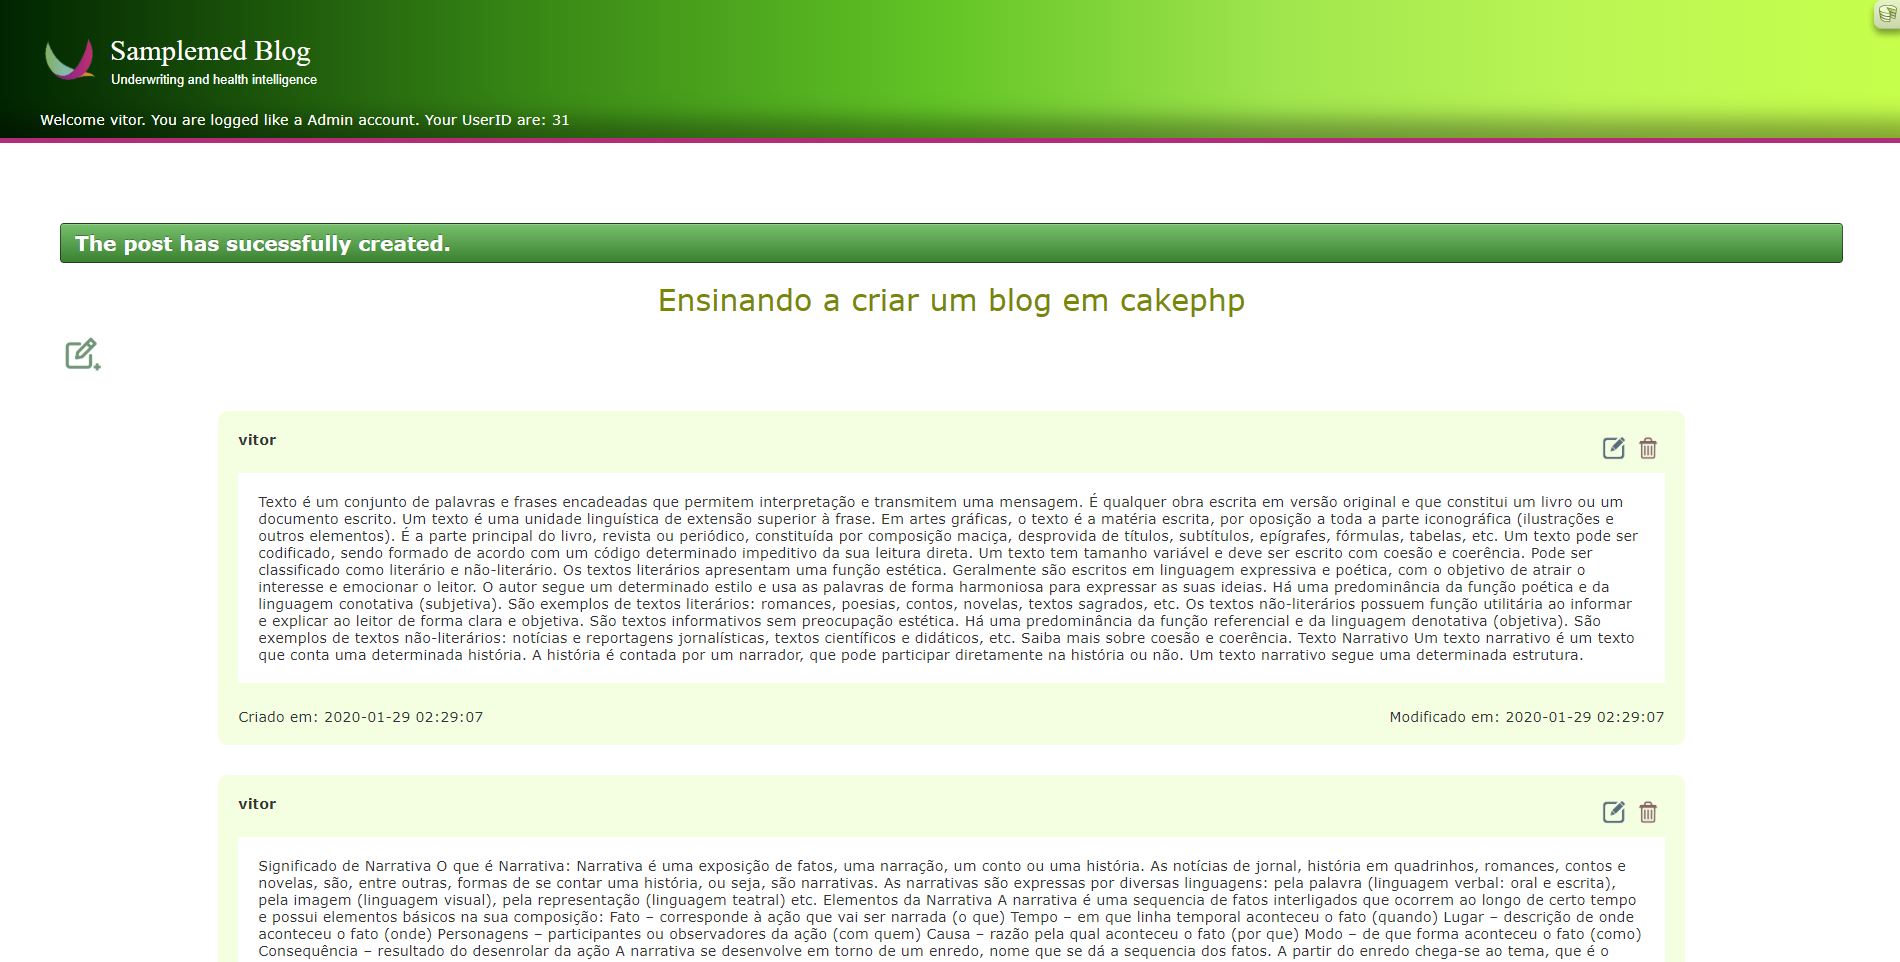 Samplemed Blog
Underwriting and health intelligence
Welcome vitor. You are logged like a Admin account. Your UserID are: 31
The post has sucessfully created.
Ensinando a criar um blog em cakephp
vitor
Texto é um conjunto de palavras e frases encadeadas que permitem interpretação e transmitem uma mensagem. É qualquer obra escrita em versão original e que constitui um livro ou um
documento escrito. Um texto é uma unidade linguística de extensão superior à frase. Em artes gráficas, o texto é a matéria escrita, por oposição a toda a parte iconográfica (ilustrações e
outros elementos). É a parte principal do livro, revista ou periódico, constituída por composição maciça, desprovida de títulos, subtítulos, epígrafes, fórmulas, tabelas, etc. Um texto pode ser
codificado, sendo formado de acordo com um código determinado impeditivo da sua leitura direta. Um texto tem tamanho variável e deve ser escrito com coesão e coerência. Pode ser
classificado como literário e não-literário. Os textos literários apresentam uma função estética. Geralmente são escritos em linguagem expressiva e poética, com o objetivo de atrair o
interesse e emocionar o leitor. O autor segue um determinado estilo e usa as palavras de forma harmoniosa para expressar as suas ideias. Há uma predominância da função poética e da
linguagem conotativa (subjetiva). São exemplos de textos literários: romances, poesias, contos, novelas, textos sagrados, etc. Os textos não-literários possuem função utilitária ao informar
e explicar ao leitor de forma clara e objetiva. São textos informativos sem preocupação estética. Há uma predominância da função referencial e da linguagem denotativa (objetiva). São
exemplos de textos não-literários: notícias e reportagens jornalísticas, textos científicos e didáticos, etc. Saiba mais sobre coesão e coerência. Texto Narrativo Um texto narrativo é um texto
que conta uma determinada história. A história é contada por um narrador, que pode participar diretamente na história ou não. Um texto narrativo segue uma determinada estrutura.
Criado em: 2020-01-29 02:29:07
Modificado em: 2020-01-29 02:29:07
vitor
Significado de Narrativa O que é Narrativa: Narrativa é uma exposição de fatos, uma narração, um conto ou uma história. As notícias de jornal, história em quadrinhos, romances, contos e
novelas, são, entre outras, formas de se contar uma história, ou seja, são narrativas. As narrativas são expressas por diversas linguagens: pela palavra (linguagem verbal: oral e escrita),
pela imagem (linguagem visual), pela representação (linguagem teatral) etc. Elementos da Narrativa A narrativa é uma sequencia de fatos interligados que ocorrem ao longo de certo tempo
e possui elementos básicos na sua composição: Fato – corresponde à ação que vai ser narrada (o que) Tempo – em que linha temporal aconteceu o fato (quando) Lugar – descrição de onde
aconteceu o fato (onde) Personagens – participantes ou observadores da ação (com quem) Causa – razão pela qual aconteceu o fato (por que) Modo – de que forma aconteceu o fato (como)
Consequência – resultado do desenrolar da ação A narrativa se desenvolve em torno de um enredo, nome que se dá a sequencia dos fatos. A partir do enredo chega-se ao tema, que é o